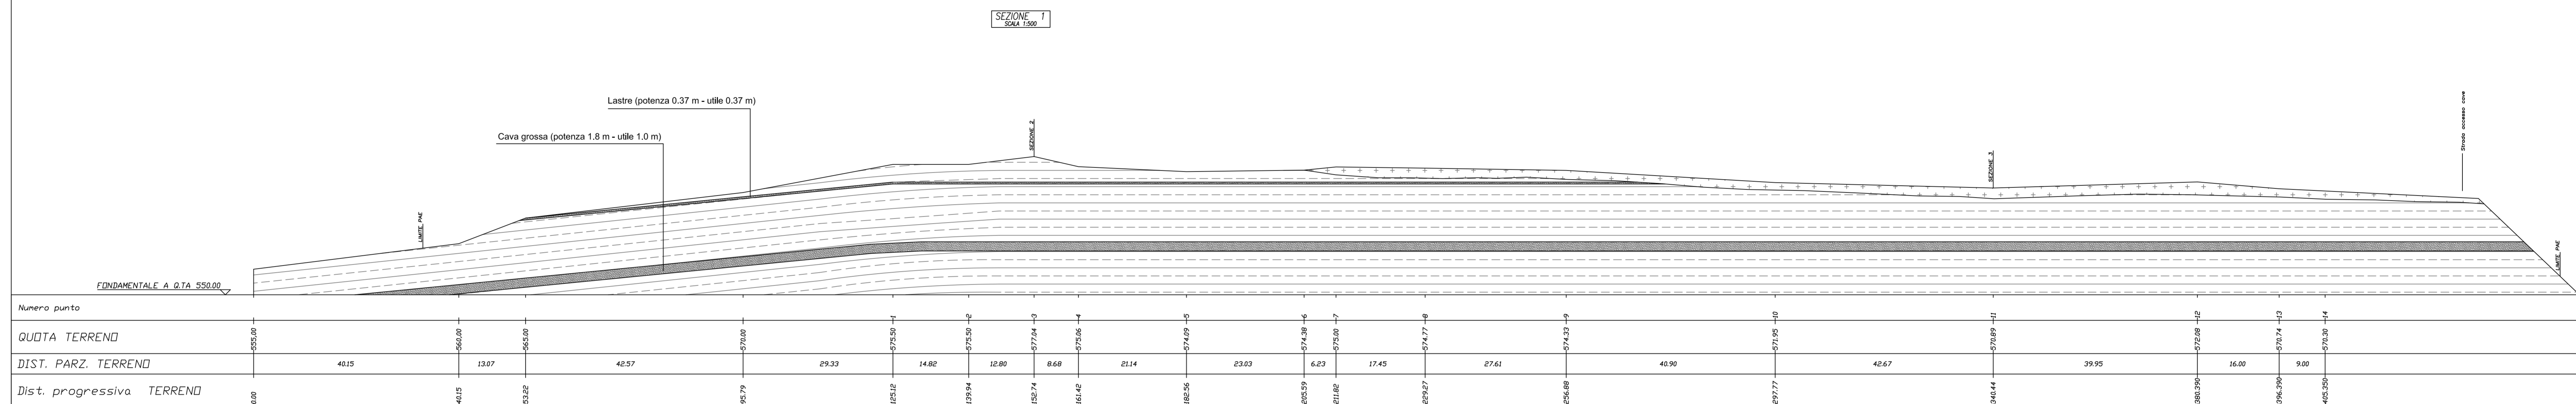 SEZIONE 1
SCALA 1:500
Strada accesso cava
Lastre (potenza 0.37 m - utile 0.37 m)
Cava grossa (potenza 1.8 m - utile 1.0 m)
SEZIONE 2
SEZIONE 3
LIMITE PAE
LIMITE PAE
FONDAMENTALE A Q.TA 550.00
Numero punto 1 2 3 4 5 6 7 8 9 10 11 12 13 14
QUOTA TERRENO 555.00 560.00 565.00 570.00 575.50 575.50 577.04 575.06 574.09 574.38 575.00 574.77 574.33 571.95 570.89 572.08 570.74 570.30
DIST. PARZ. TERRENO 40.15 13.07 42.57 29.33 14.82 12.80 8.68 21.14 23.03 6.23 17.45 27.61 40.90 42.67 39.95 16.00 9.00
Dist. progressiva TERRENO 0.00 40.15 53.22 95.79 125.12 139.94 152.74 161.42 182.56 205.59 211.82 229.27 256.88 297.77 340.44 380.390 396.390 405.350